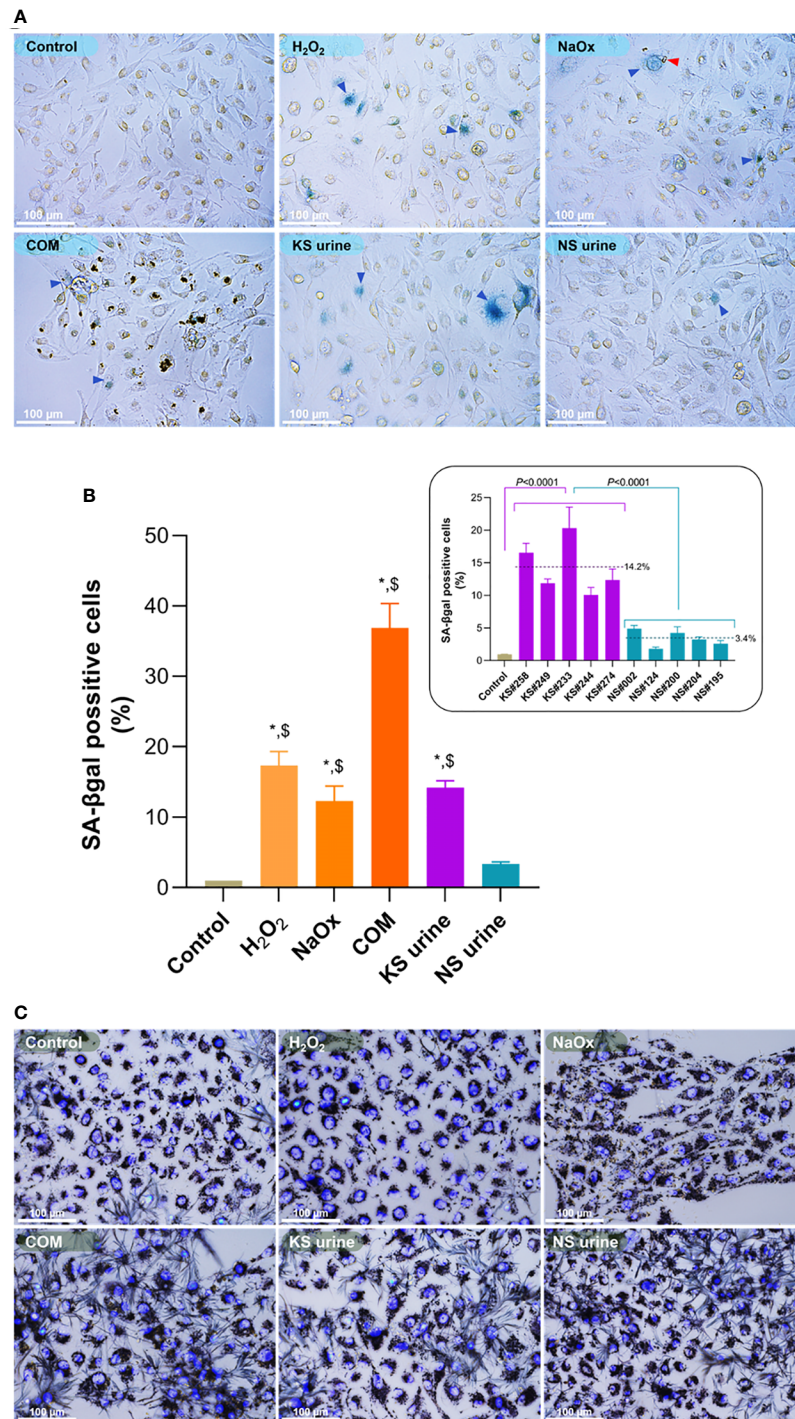 A
Control
H₂O₂
NaOx
100 µm
100 µm
100 µm
COM
KS urine
NS urine
100 µm
100 µm
100 µm
B
SA-βgal possitive cells
(%)
50
40
30
20
10
0
*,$
*,$
*,$
*,$
Control
H₂O₂
NaOx
COM
KS urine
NS urine
P<0.0001
P<0.0001
SA-βgal possitive cells
(%)
25
20
15
10
5
0
14.2%
3.4%
Control
KS#258
KS#249
KS#233
KS#244
KS#274
NS#002
NS#124
NS#200
NS#204
NS#195
C
Control
H₂O₂
NaOx
100 µm
100 µm
100 µm
COM
KS urine
NS urine
100 µm
100 µm
100 µm